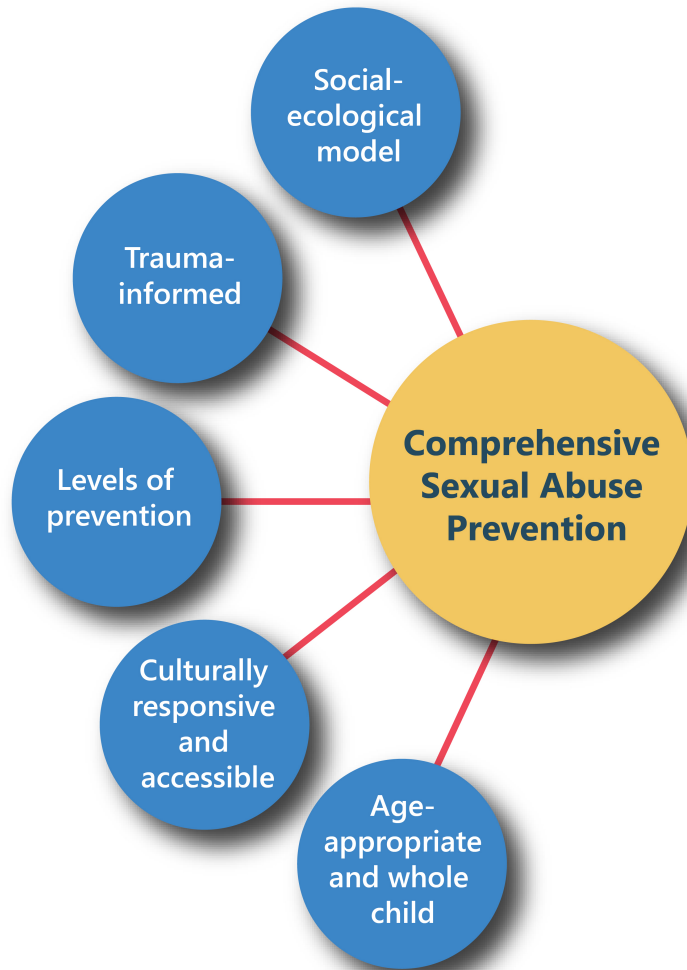 Social-
ecological
model
Trauma-
informed
Levels of
prevention
Comprehensive
Sexual Abuse
Prevention
Culturally
responsive
and
accessible
Age-
appropriate
and whole
child